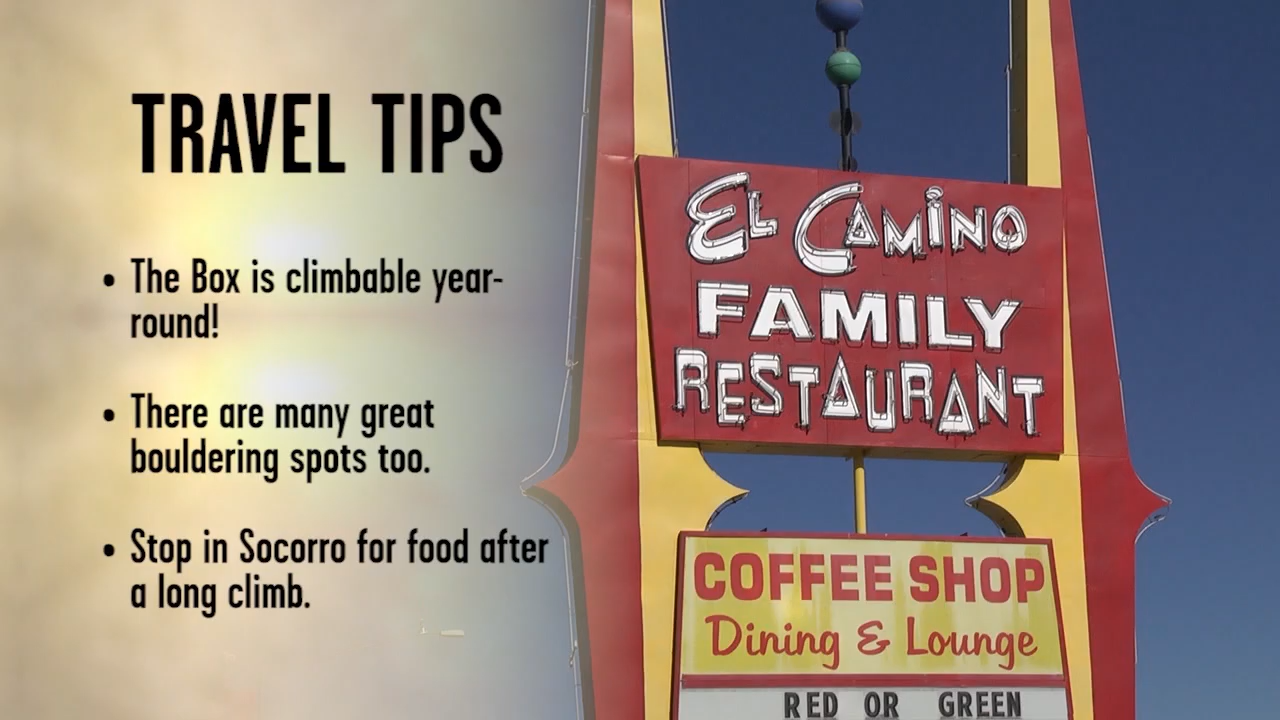 TRAVEL TIPS
• The Box is climbable year-
round!
• There are many great
bouldering spots too.
• Stop in Socorro for food after
a long climb.
EL CAMINO
FAMILY
RESTAURANT
COFFEE SHOP
Dining & Lounge
RED OR GREEN